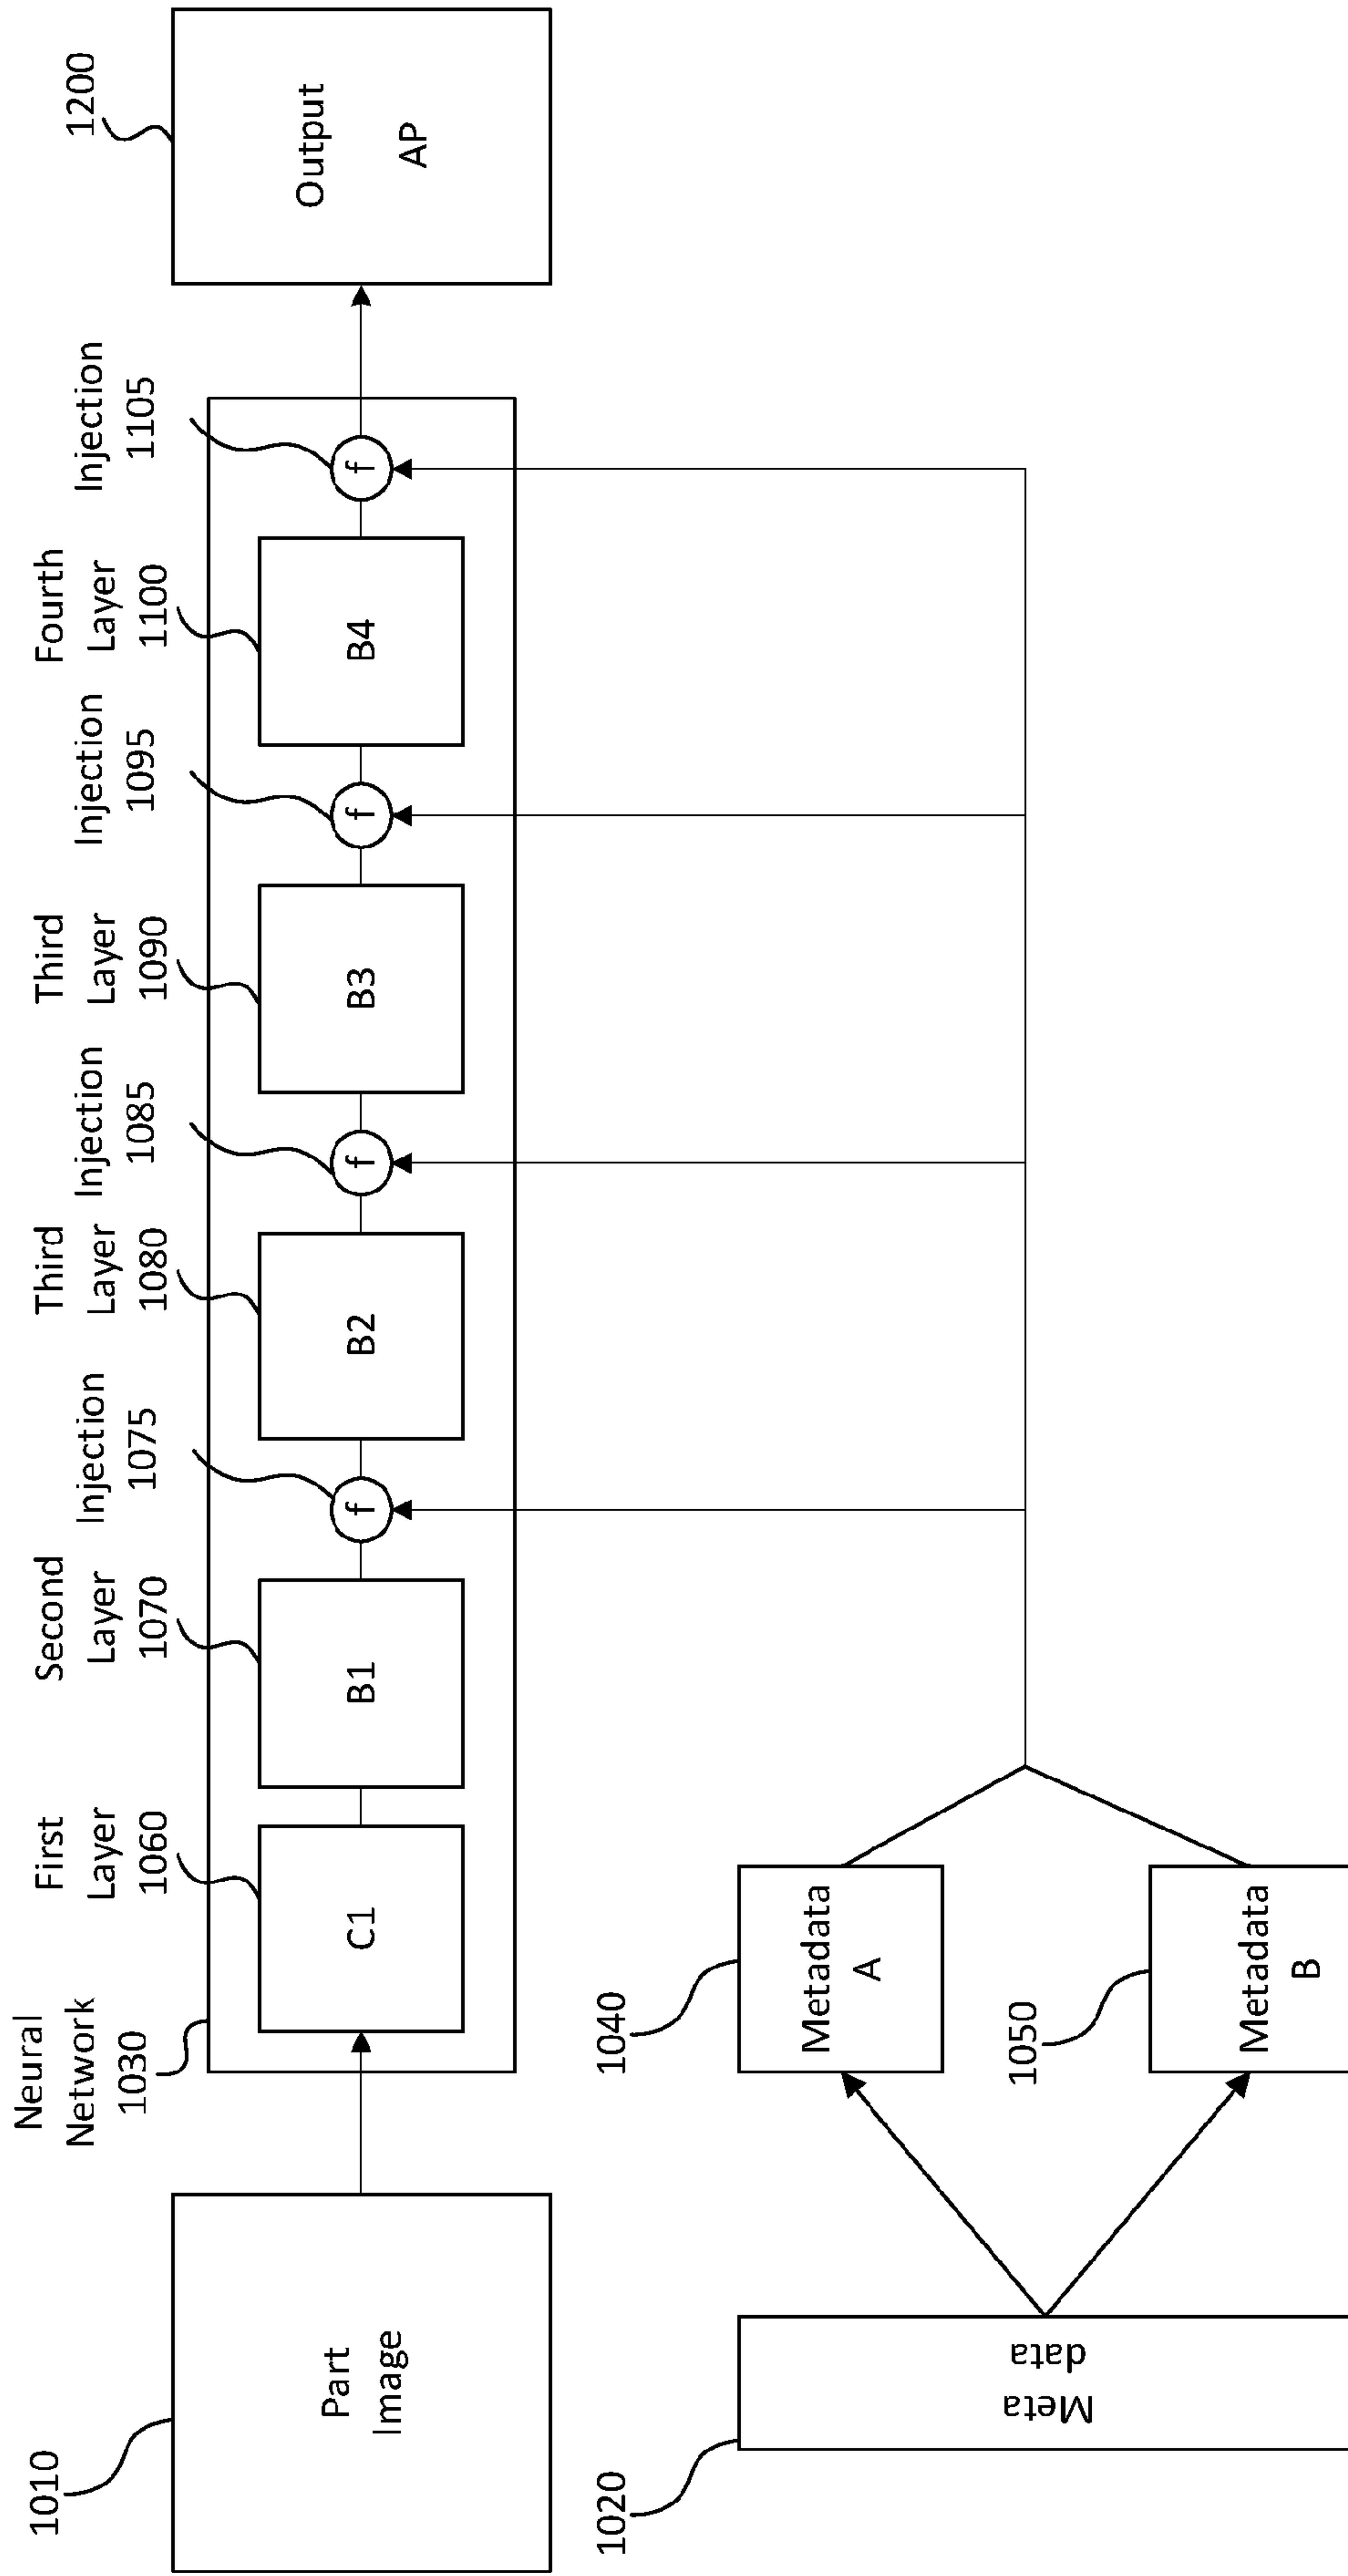 1010
Part
Image
Neural
Network
1030
First
Layer
1060
C1
Second
Layer
1070
B1
Injection
1075
f
Third
Layer
1080
B2
Injection
1085
f
Third
Layer
1090
B3
Injection
1095
f
Fourth
Layer
1100
B4
Injection
1105
f
1200
Output
AP
1020
Meta
data
1040
Metadata
A
1050
Metadata
B